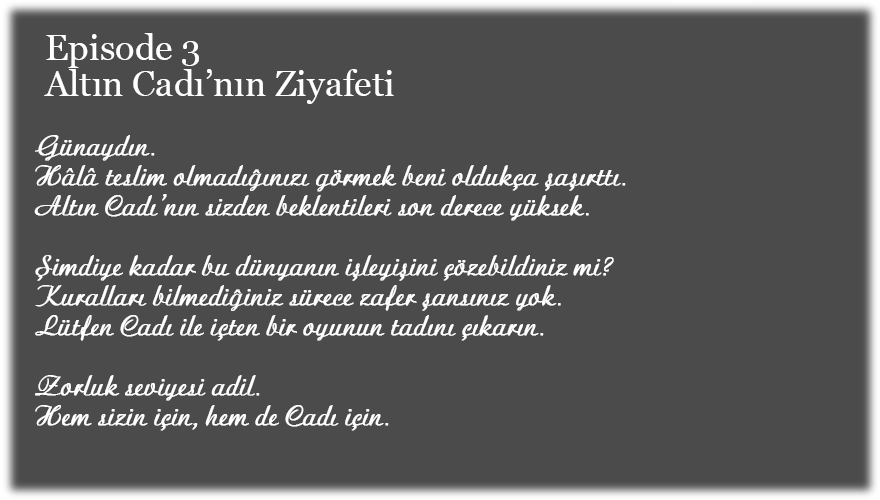 Episode 3
Altın Cadı’nın Ziyafeti
Günaydın.
Hâlâ teslim olmadığınızı görmek beni oldukça şaşırttı.
Altın Cadı’nın sizden beklentileri son derece yüksek.
Şimdiye kadar bu dünyanın işleyişini çözebildiniz mi?
Kuralları bilmediğiniz sürece zafer şansınız yok.
Lütfen Cadı ile içten bir oyunun tadını çıkarın.
Zorluk seviyesi adil.
Hem sizin için, hem de Cadı için.